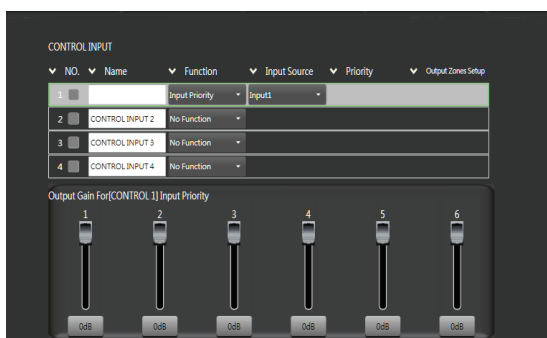 CONTROL INPUT
NO. Name Function Input Source Priority Output Zones Setup
1 Input Priority Input1
2 CONTROL INPUT 2 No Function
3 CONTROL INPUT 3 No Function
4 CONTROL INPUT 4 No Function
Output Gain For[CONTROL 1] Input Priority
1 2 3 4 5 6
0dB 0dB 0dB 0dB 0dB 0dB